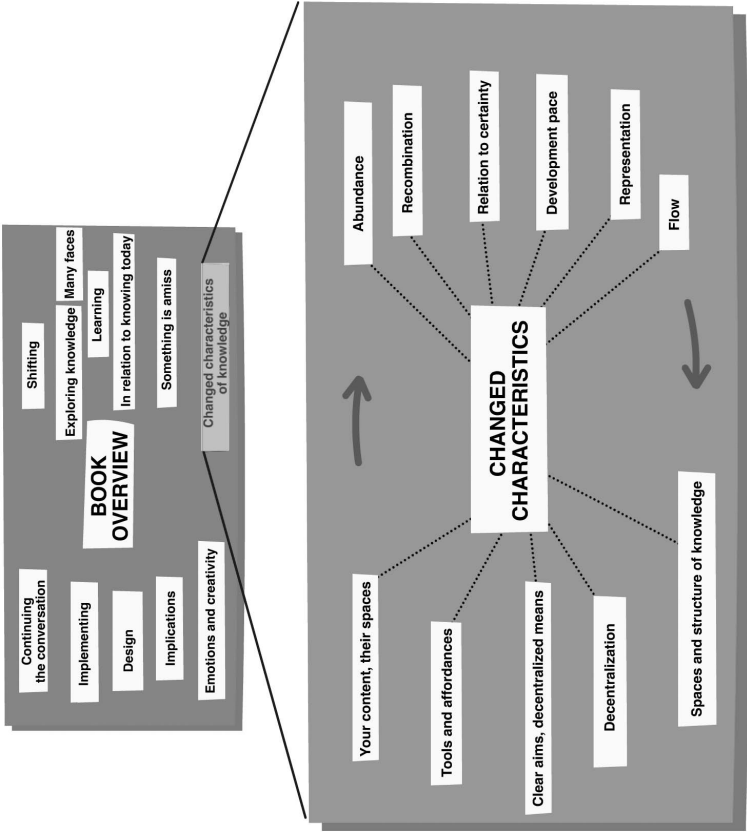 BOOK
OVERVIEW
Shifting
Exploring knowledge
Many faces
Learning
In relation to knowing today
Something is amiss
Changed characteristics
of knowledge
Emotions and creativity
Implications
Design
Implementing
Continuing
the conversation
CHANGED
CHARACTERISTICS
Abundance
Recombination
Relation to certainty
Development pace
Representation
Flow
Spaces and structure of knowledge
Decentralization
Clear aims, decentralized means
Tools and affordances
Your content, their spaces